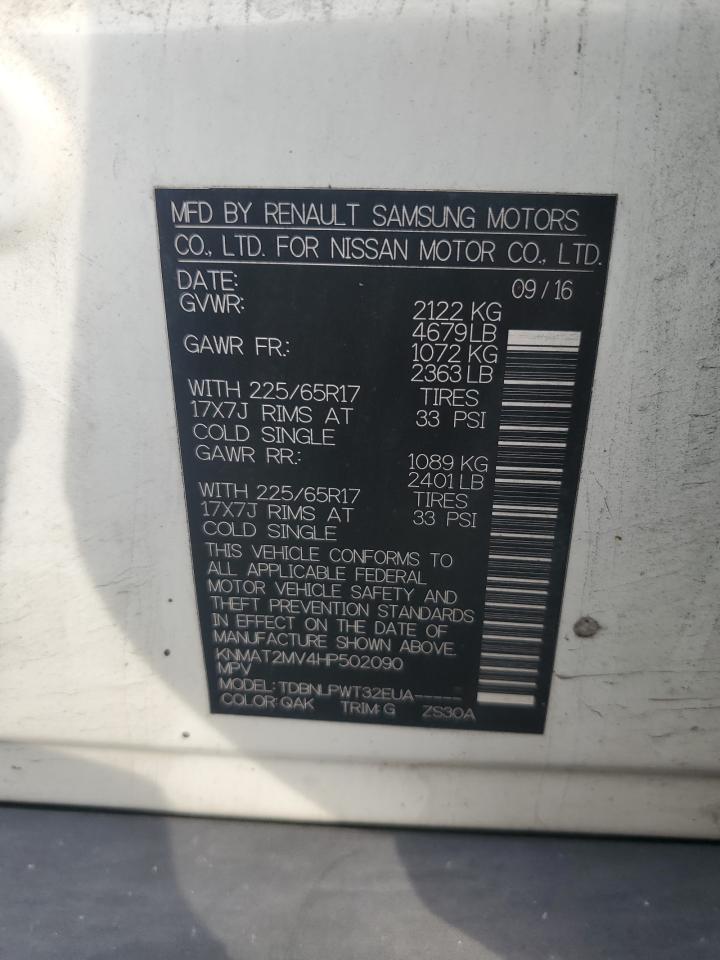 MFD BY RENAULT SAMSUNG MOTORS
CO., LTD. FOR NISSAN MOTOR CO., LTD.
DATE: 09/16
GVWR: 2122 KG
4679LB
GAWR FR.: 1072 KG
2363LB
WITH 225/65R17 TIRES
17X7J RIMS AT 33 PSI
COLD SINGLE
GAWR RR.: 1089 KG
2401LB
WITH 225/65R17 TIRES
17X7J RIMS AT 33 PSI
COLD SINGLE
THIS VEHICLE CONFORMS TO
ALL APPLICABLE FEDERAL
MOTOR VEHICLE SAFETY AND
THEFT PREVENTION STANDARDS
IN EFFECT ON THE DATE OF
MANUFACTURE SHOWN ABOVE.
KNMAT2MV4HP502090
MPV
MODEL: TDBNLPWT32EUA-----
COLOR: QAK TRIM: G ZS30A